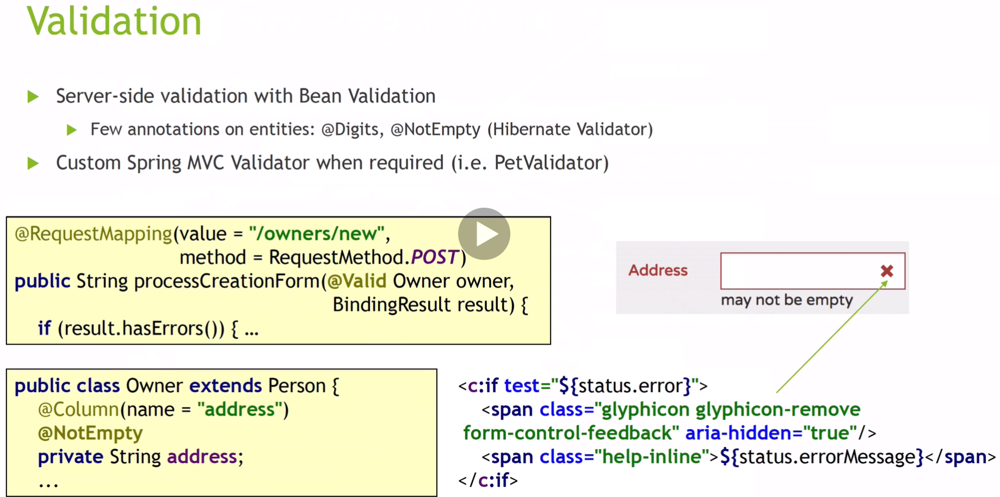 Validation
Server-side validation with Bean Validation
Few annotations on entities: @Digits, @NotEmpty (Hibernate Validator)
Custom Spring MVC Validator when required (i.e. PetValidator)
@RequestMapping(value = "/owners/new",
method = RequestMethod.POST)
public String processCreationForm(@Valid Owner owner,
BindingResult result) {
if (result.hasErrors()) { ...
Address
may not be empty
public class Owner extends Person {
@Column(name = "address")
@NotEmpty
private String address;
...
<c:if test="${status.error}">
<span class="glyphicon glyphicon-remove
form-control-feedback" aria-hidden="true"/>
<span class="help-inline">${status.errorMessage}</span>
</c:if>